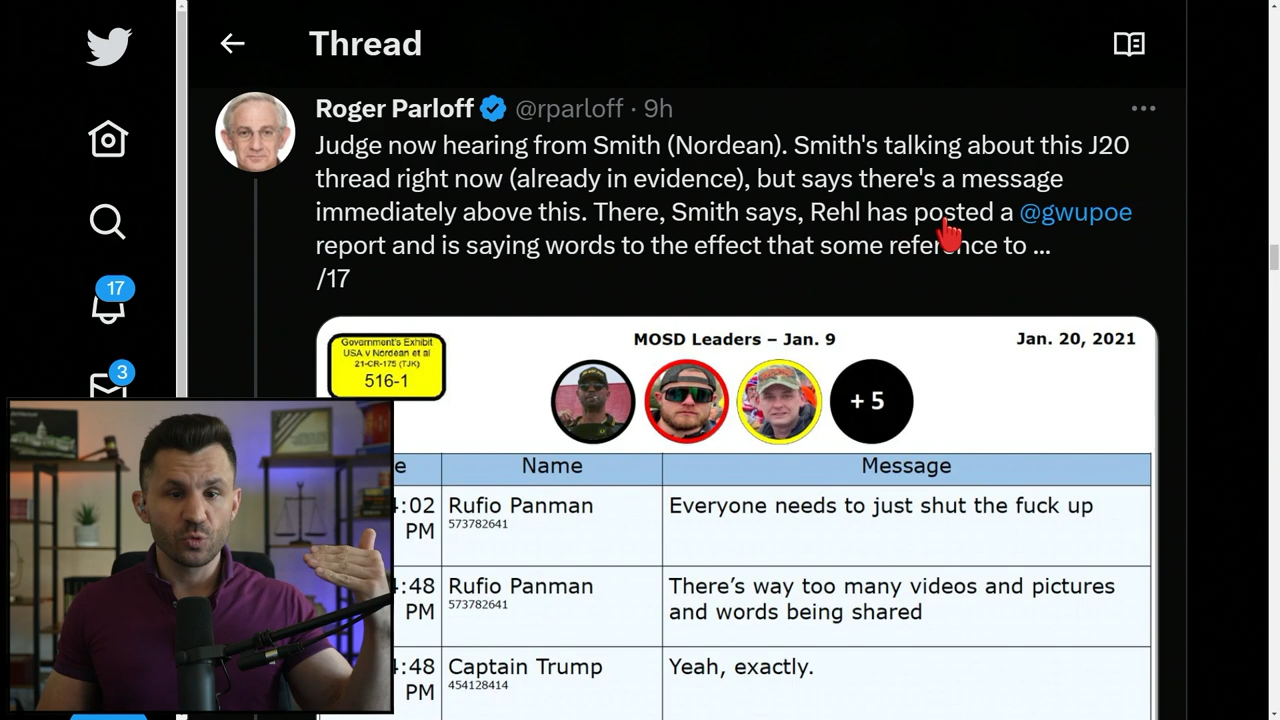 Thread
Roger Parloff @rparloff · 9h
Judge now hearing from Smith (Nordean). Smith's talking about this J20
thread right now (already in evidence), but says there's a message
immediately above this. There, Smith says, Rehl has posted a @gwupoe
report and is saying words to the effect that some reference to ...
/17
17
3
Government's Exhibit
USA v Nordean et al
21-CR-175 (TJK)
516-1
MOSD Leaders – Jan. 9
Jan. 20, 2021
+ 5
e Name Message
4:02 Rufio Panman Everyone needs to just shut the fuck up
PM 573782641
4:48 Rufio Panman There's way too many videos and pictures
PM 573782641 and words being shared
4:48 Captain Trump Yeah, exactly.
PM 454128414